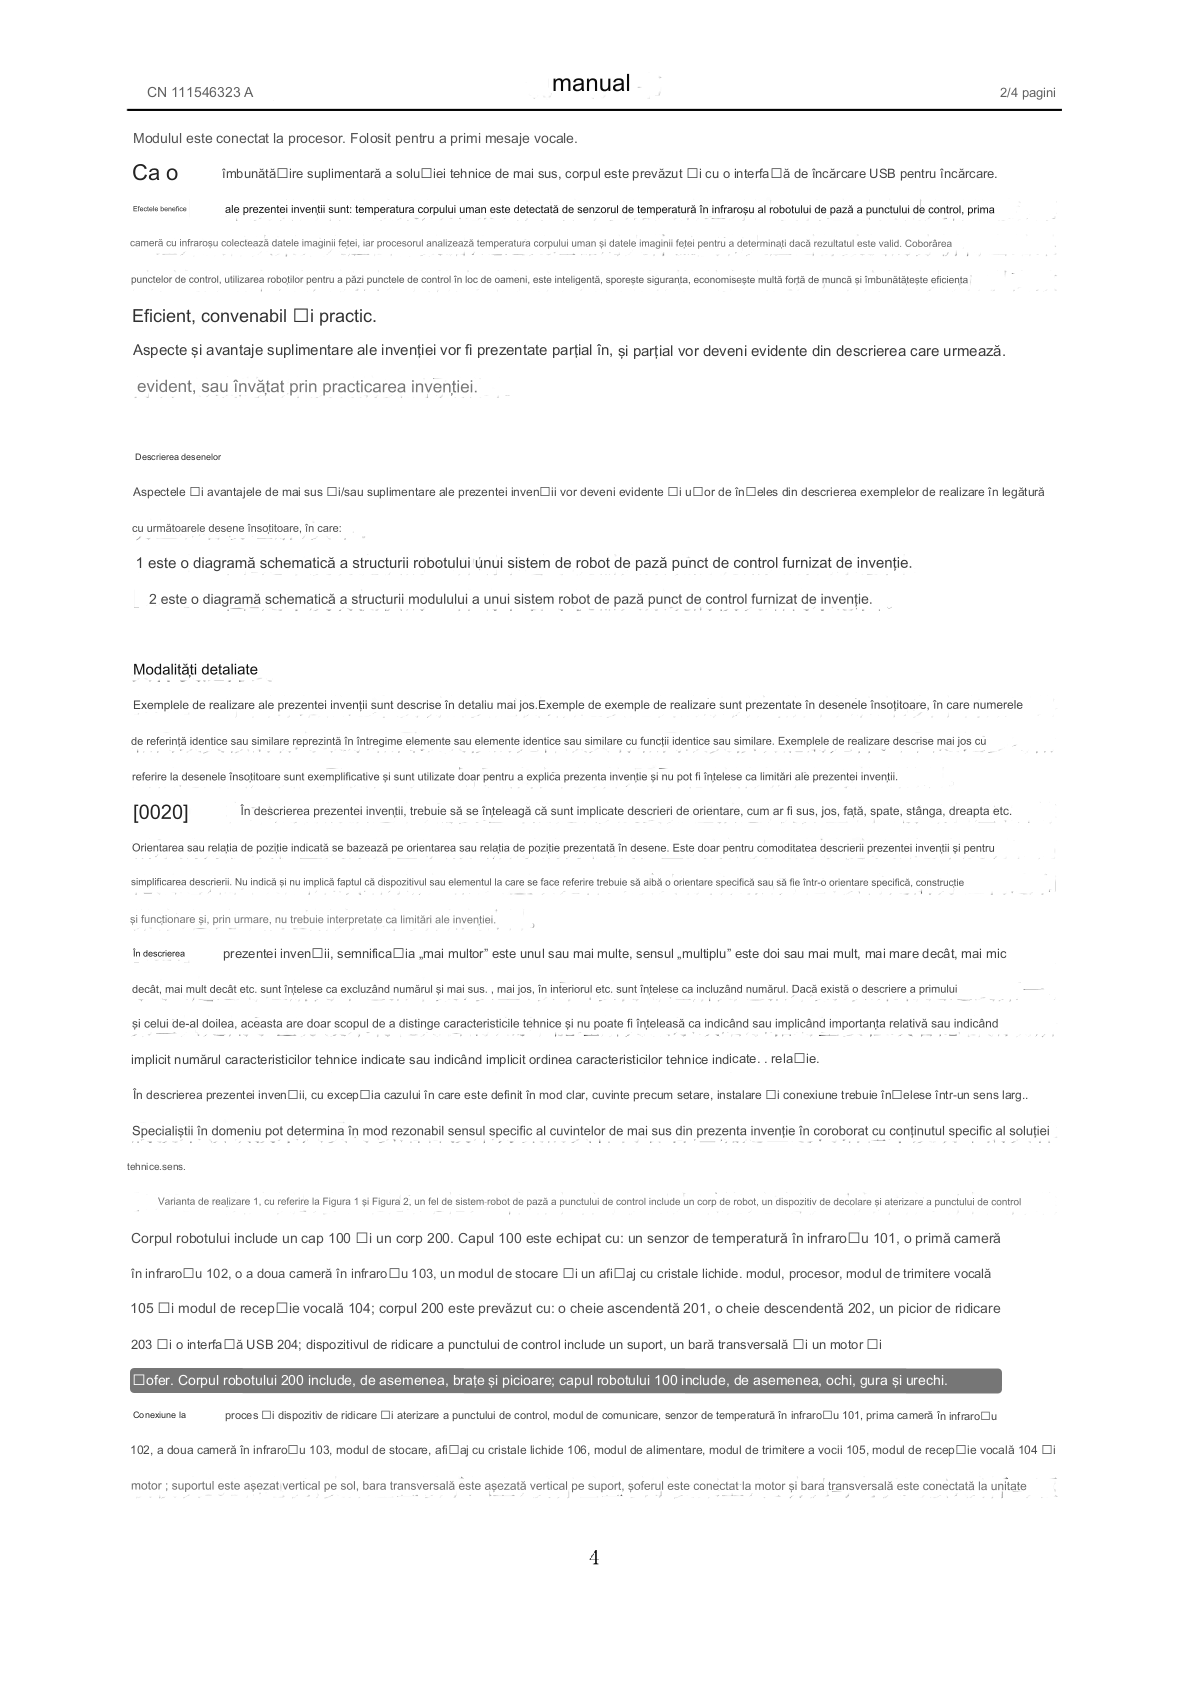 CN 111546323 A
manual
2/4 pagini
Modulul este conectat la procesor. Folosit pentru a primi mesaje vocale.
Ca o îmbunătă□ire suplimentară a solu□iei tehnice de mai sus, corpul este prevăzut □i cu o interfa□ă de încărcare USB pentru încărcare.
Efectele benefice ale prezentei invenții sunt: temperatura corpului uman este detectată de senzorul de temperatură în infraroșu al robotului de pază a punctului de control, prima
cameră cu infraroșu colectează datele imaginii feței, iar procesorul analizează temperatura corpului uman și datele imaginii feței pentru a determinați dacă rezultatul este valid. Coborârea
punctelor de control, utilizarea roboților pentru a păzi punctele de control în loc de oameni, este inteligentă, sporește siguranța, economisește multă forță de muncă și îmbunătățește eficiența
Eficient, convenabil □i practic.
Aspecte și avantaje suplimentare ale invenției vor fi prezentate parțial în, și parțial vor deveni evidente din descrierea care urmează.
evident, sau învățat prin practicarea invenției.
Descrierea desenelor
Aspectele □i avantajele de mai sus □i/sau suplimentare ale prezentei inven□ii vor deveni evidente □i u□or de în□eles din descrierea exemplelor de realizare în legătură
cu următoarele desene însoțitoare, în care:
1 este o diagramă schematică a structurii robotului unui sistem de robot de pază punct de control furnizat de invenție.
2 este o diagramă schematică a structurii modulului a unui sistem robot de pază punct de control furnizat de invenție.
Modalități detaliate
Exemplele de realizare ale prezentei invenții sunt descrise în detaliu mai jos.Exemple de exemple de realizare sunt prezentate în desenele însoțitoare, în care numerele
de referință identice sau similare reprezintă în întregime elemente sau elemente identice sau similare cu funcții identice sau similare. Exemplele de realizare descrise mai jos cu
referire la desenele însoțitoare sunt exemplificative și sunt utilizate doar pentru a explica prezenta invenție și nu pot fi înțelese ca limitări ale prezentei invenții.
[0020] În descrierea prezentei invenții, trebuie să se înțeleagă că sunt implicate descrieri de orientare, cum ar fi sus, jos, față, spate, stânga, dreapta etc.
Orientarea sau relația de poziție indicată se bazează pe orientarea sau relația de poziție prezentată în desene. Este doar pentru comoditatea descrierii prezentei invenții și pentru
simplificarea descrierii. Nu indică și nu implică faptul că dispozitivul sau elementul la care se face referire trebuie să aibă o orientare specifică sau să fie într-o orientare specifică, construcție
și funcționare și, prin urmare, nu trebuie interpretate ca limitări ale invenției.
În descrierea prezentei inven□ii, semnifica□ia „mai multor” este unul sau mai multe, sensul „multiplu” este doi sau mai mult, mai mare decât, mai mic
decât, mai mult decât etc. sunt înțelese ca excluzând numărul și mai sus. , mai jos, în interiorul etc. sunt înțelese ca incluzând numărul. Dacă există o descriere a primului
și celui de-al doilea, aceasta are doar scopul de a distinge caracteristicile tehnice și nu poate fi înțeleasă ca indicând sau implicând importanța relativă sau indicând
implicit numărul caracteristicilor tehnice indicate sau indicând implicit ordinea caracteristicilor tehnice indicate. . rela□ie.
În descrierea prezentei inven□ii, cu excep□ia cazului în care este definit în mod clar, cuvinte precum setare, instalare □i conexiune trebuie în□elese într-un sens larg..
Specialiștii în domeniu pot determina în mod rezonabil sensul specific al cuvintelor de mai sus din prezenta invenție în coroborat cu conținutul specific al soluției
tehnice.sens.
Varianta de realizare 1, cu referire la Figura 1 și Figura 2, un fel de sistem robot de pază a punctului de control include un corp de robot, un dispozitiv de decolare și aterizare a punctului de control
Corpul robotului include un cap 100 □i un corp 200. Capul 100 este echipat cu: un senzor de temperatură în infraro□u 101, o primă cameră
în infraro□u 102, o a doua cameră în infraro□u 103, un modul de stocare □i un afi□aj cu cristale lichide. modul, procesor, modul de trimitere vocală
105 □i modul de recep□ie vocală 104; corpul 200 este prevăzut cu: o cheie ascendentă 201, o cheie descendentă 202, un picior de ridicare
203 □i o interfa□ă USB 204; dispozitivul de ridicare a punctului de control include un suport, un bară transversală □i un motor □i
□ofer. Corpul robotului 200 include, de asemenea, brațe și picioare; capul robotului 100 include, de asemenea, ochi, gura și urechi.
Conexiune la proces □i dispozitiv de ridicare □i aterizare a punctului de control, modul de comunicare, senzor de temperatură în infraro□u 101, prima cameră în infraro□u
102, a doua cameră în infraro□u 103, modul de stocare, afi□aj cu cristale lichide 106, modul de alimentare, modul de trimitere a vocii 105, modul de recep□ie vocală 104 □i
motor ; suportul este așezat vertical pe sol, bara transversală este așezată vertical pe suport, șoferul este conectat la motor și bara transversală este conectată la unitate
4